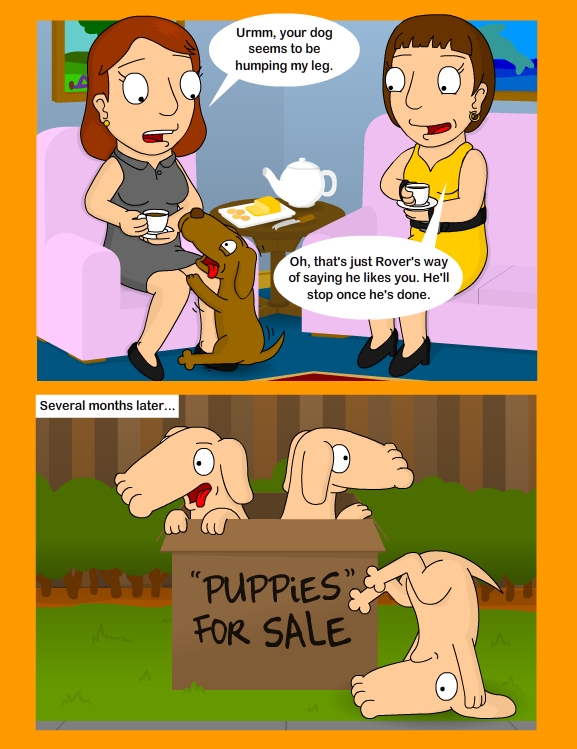 Urmm, your dog
seems to be
humping my leg.
Oh, that's just Rover's way
of saying he likes you. He'll
stop once he's done.
Several months later...
"PUPPiES"
FOR SALE